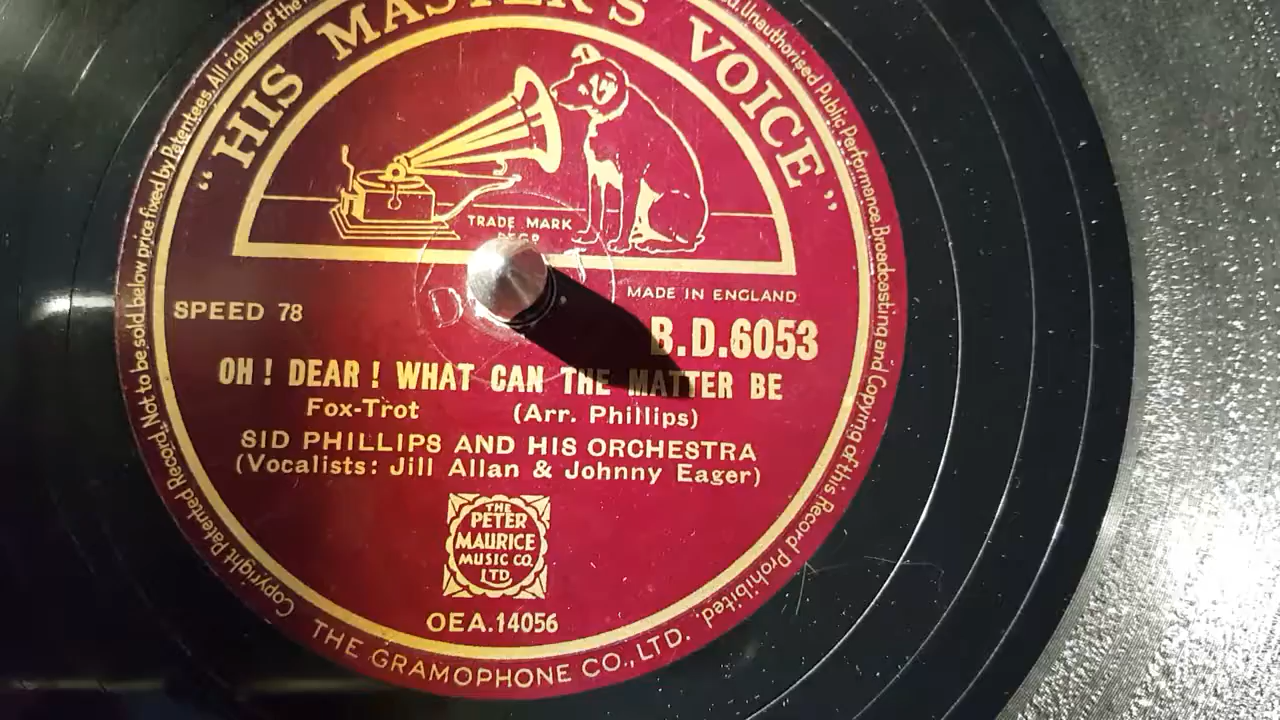 "HIS MASTER'S VOICE"
TRADE MARK
SPEED 78
MADE IN ENGLAND
B.D.6053
OH! DEAR! WHAT CAN THE MATTER BE
Fox-Trot (Arr. Phillips)
SID PHILLIPS AND HIS ORCHESTRA
(Vocalists: Jill Allan & Johnny Eager)
THE
PETER
MAURICE
MUSIC CO.
LTD
OEA.14056
THE GRAMOPHONE CO., LTD.
Copyright Patented Record. Not to be sold below price fixed by Patentees. All rights of the
Unauthorised Public Performance, Broadcasting and Copying of this Record Prohibited.